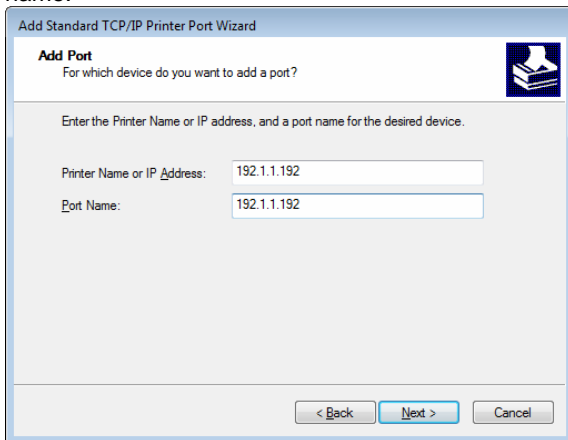 name.
Add Standard TCP/IP Printer Port Wizard
Add Port
For which device do you want to add a port?
Enter the Printer Name or IP address, and a port name for the desired device.
Printer Name or IP Address: 192.1.1.192
Port Name: 192.1.1.192
< Back Next > Cancel